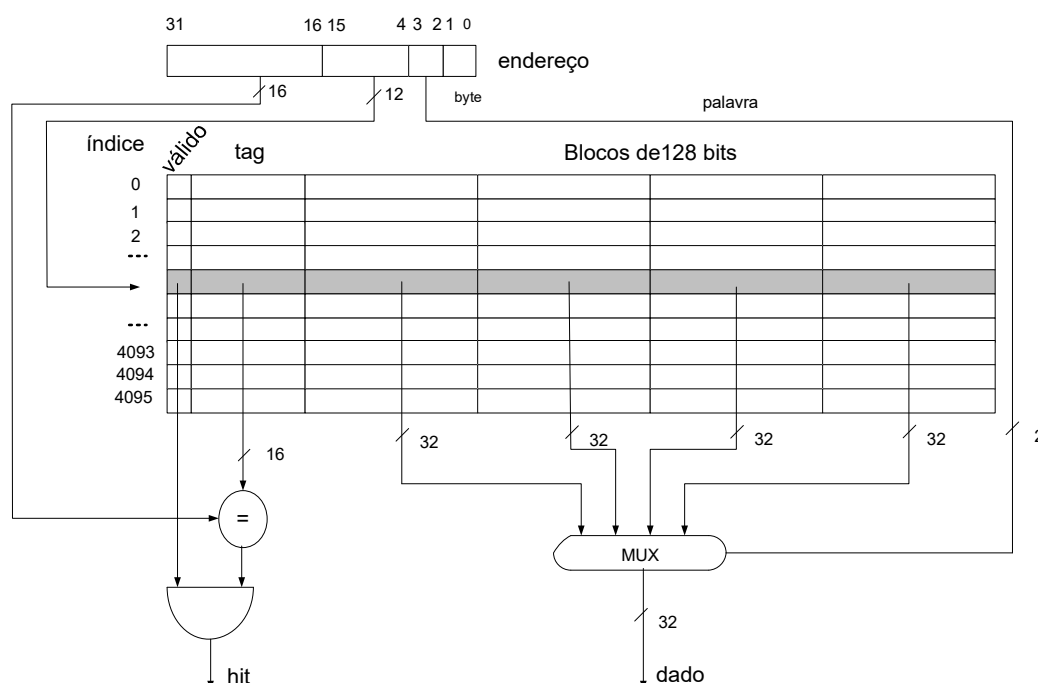 31 16 15 4 3 2 1 0
endereço
16 12 byte palavra
índice válido tag Blocos de128 bits
0
1
2
---
---
4093
4094
4095
32 32 32 32 2
16
=
MUX
32
hit dado